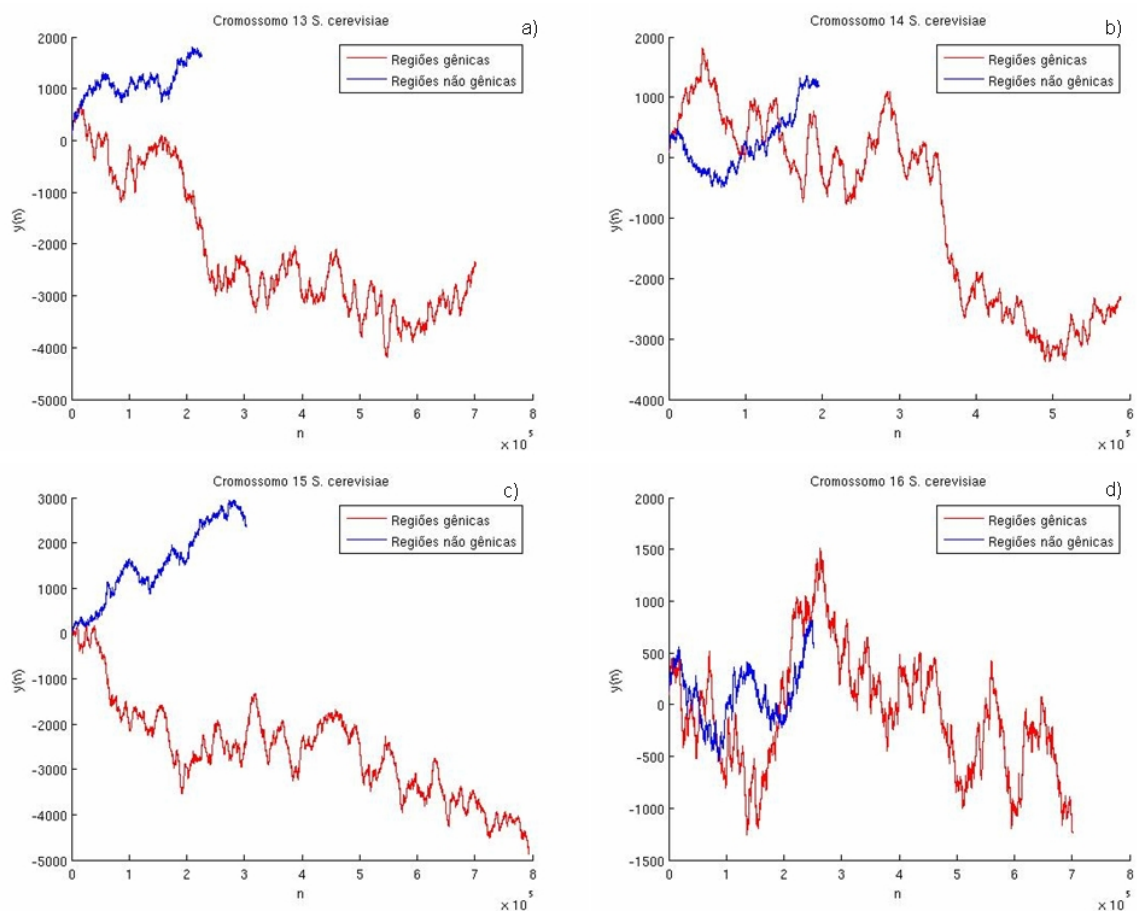 Cromossomo 13 S. cerevisiae
a)
Regiões gênicas
Regiões não gênicas
2000
1000
0
-1000
-2000
-3000
-4000
-5000
y(n)
0 1 2 3 4 5 6 7 8
n
× 10^5
Cromossomo 14 S. cerevisiae
b)
Regiões gênicas
Regiões não gênicas
2000
1000
0
-1000
-2000
-3000
-4000
y(n)
0 1 2 3 4 5 6
n
× 10^5
Cromossomo 15 S. cerevisiae
c)
Regiões gênicas
Regiões não gênicas
3000
2000
1000
0
-1000
-2000
-3000
-4000
-5000
y(n)
0 1 2 3 4 5 6 7 8
n
× 10^5
Cromossomo 16 S. cerevisiae
d)
Regiões gênicas
Regiões não gênicas
2000
1500
1000
500
0
-500
-1000
-1500
y(n)
0 1 2 3 4 5 6 7 8
n
× 10^5